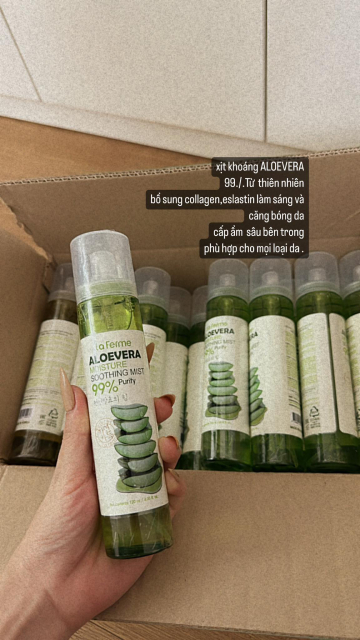 xịt khoáng ALOEVERA
99./.Từ thiên nhiên
bổ sung collagen,eslastin làm sáng và
căng bóng da
cấp ẩm sâu bên trong
phù hợp cho mọi loại da .
La Ferme
ALOEVERA
MOISTURE
SOOTHING MIST
99% Purity
ALOEVERA